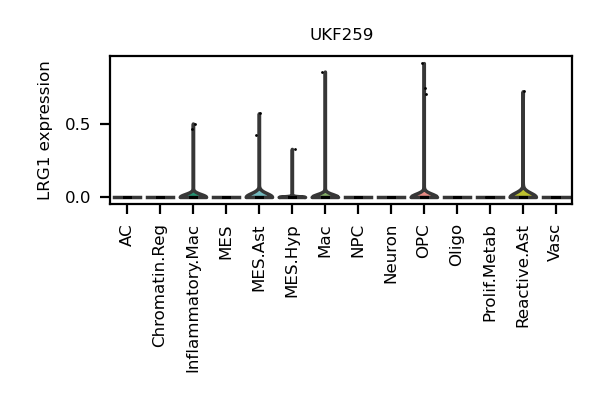 UKF259
LRG1 expression
0.5
0.0
AC
Chromatin.Reg
Inflammatory.Mac
MES
MES.Ast
MES.Hyp
Mac
NPC
Neuron
OPC
Oligo
Prolif.Metab
Reactive.Ast
Vasc